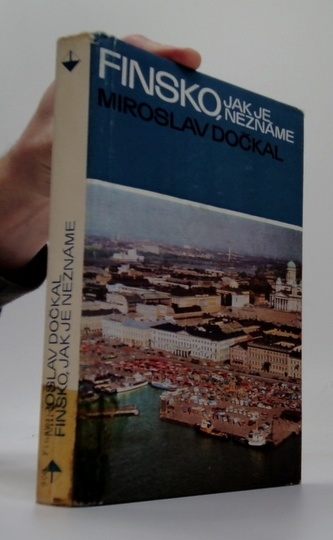 FINSKO,
JAK JE
NEZNÁME
MIROSLAV DOČKAL
MIROSLAV DOČKAL
FINSKO, JAK JE NEZNÁME